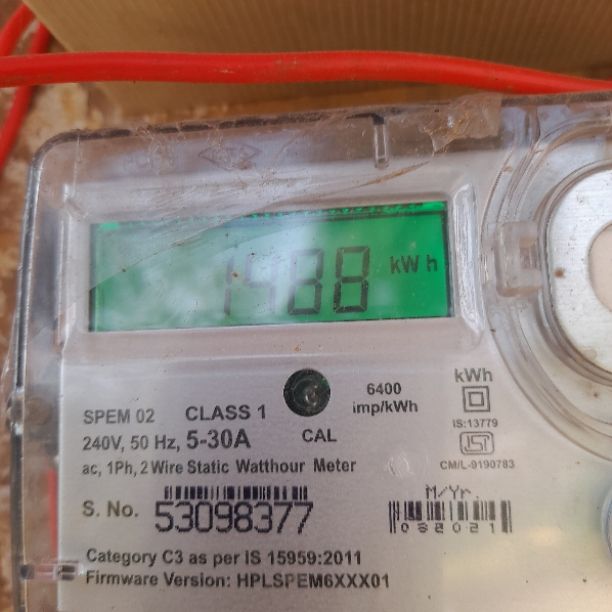 1488 kWh
SPEM 02 CLASS 1 6400 imp/kWh kWh
240V, 50 Hz, 5-30A CAL IS:13779
ac, 1Ph, 2 Wire Static Watthour Meter CM/L-9190783
S. No. 53098377 M/Yr.
032021
Category C3 as per IS 15959:2011
Firmware Version: HPLSPEM6XXX01